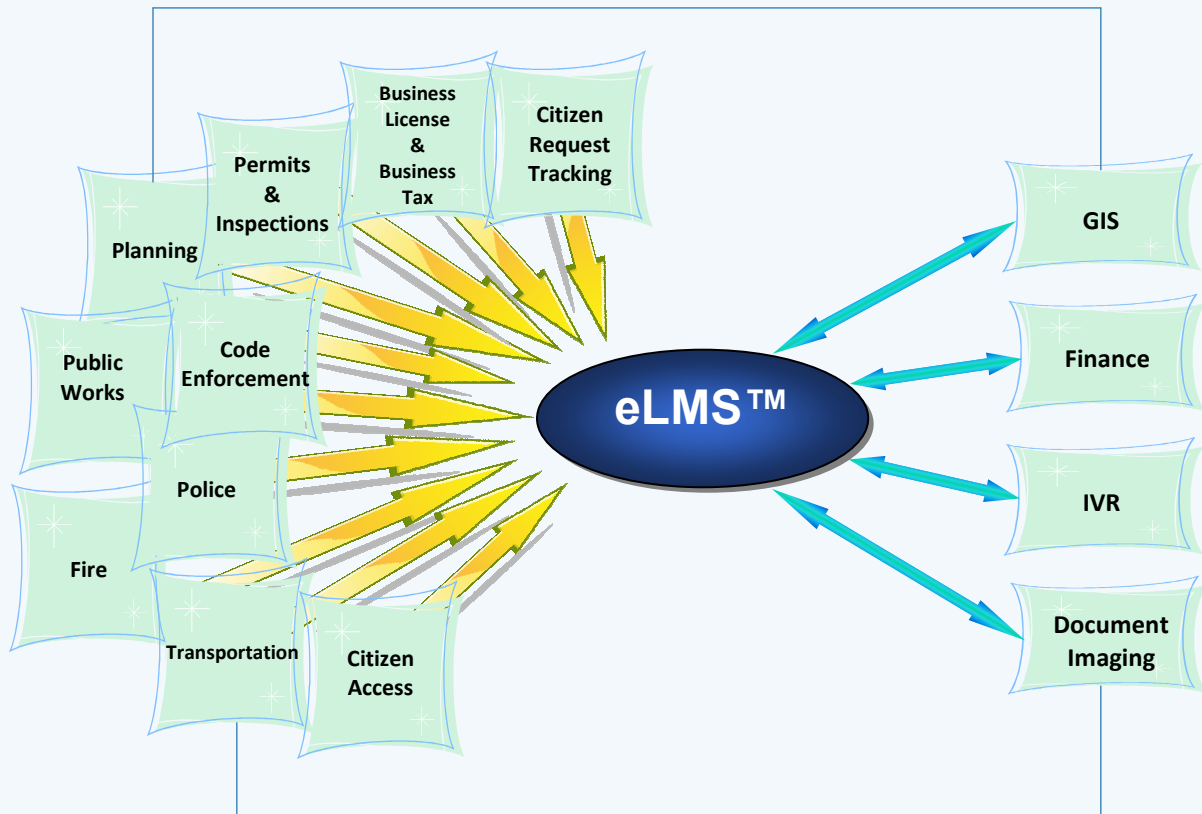 Business
License
&
Business
Tax
Citizen
Request
Tracking
Permits
&
Inspections
Planning
GIS
Public
Works
Code
Enforcement
Finance
eLMS™
Police
IVR
Fire
Transportation
Citizen
Access
Document
Imaging